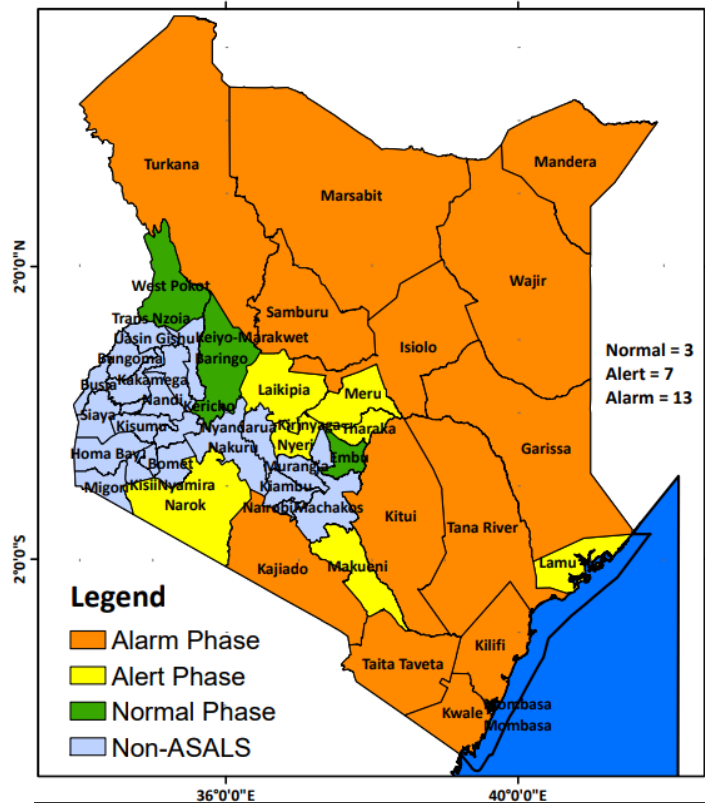 Turkana
Mandera
Marsabit
2°0'0"N
West Pokot
Wajir
Samburu
Trans Nzoia
Uasin Gishu
Keiyo-Marakwet
Isiolo
Bungoma
Baringo
Normal = 3
Alert = 7
Alarm = 13
Kakamega
Busia
Laikipia
Meru
Nandi
Kericho
Siaya
Kisumu
Nyandarua
Kirinyaga
Tharaka
Nyeri
Nakuru
Garissa
Homa Bay
Bomet
Murang'a
Embu
Migori
Kisii
Nyamira
Kiambu
Narok
Nairobi
Machakos
Kitui
Tana River
2°0'0"S
Kajiado
Makueni
Lamu
Legend
Alarm Phase
Alert Phase
Normal Phase
Non-ASALS
Kilifi
Taita Taveta
Kwale
Mombasa
Mombasa
36°0'0"E
40°0'0"E